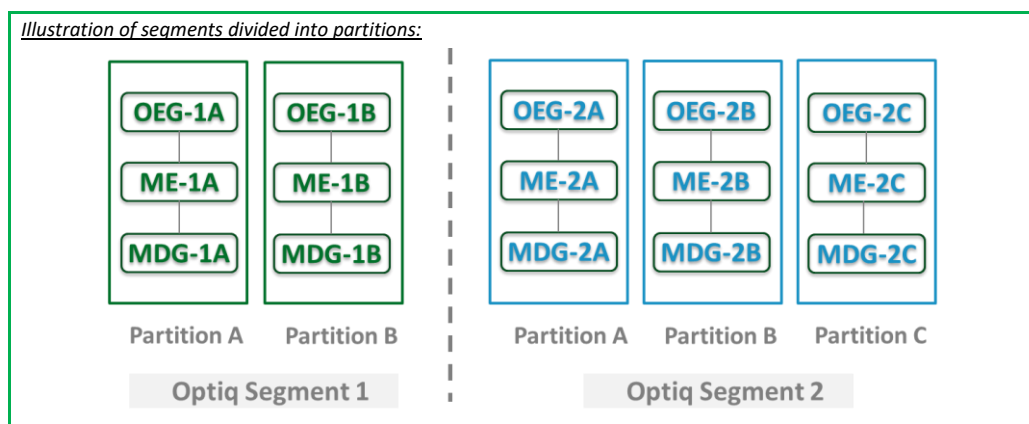 Illustration of segments divided into partitions:
OEG-1A
ME-1A
MDG-1A
Partition A
OEG-1B
ME-1B
MDG-1B
Partition B
Optiq Segment 1
OEG-2A
ME-2A
MDG-2A
Partition A
OEG-2B
ME-2B
MDG-2B
Partition B
OEG-2C
ME-2C
MDG-2C
Partition C
Optiq Segment 2